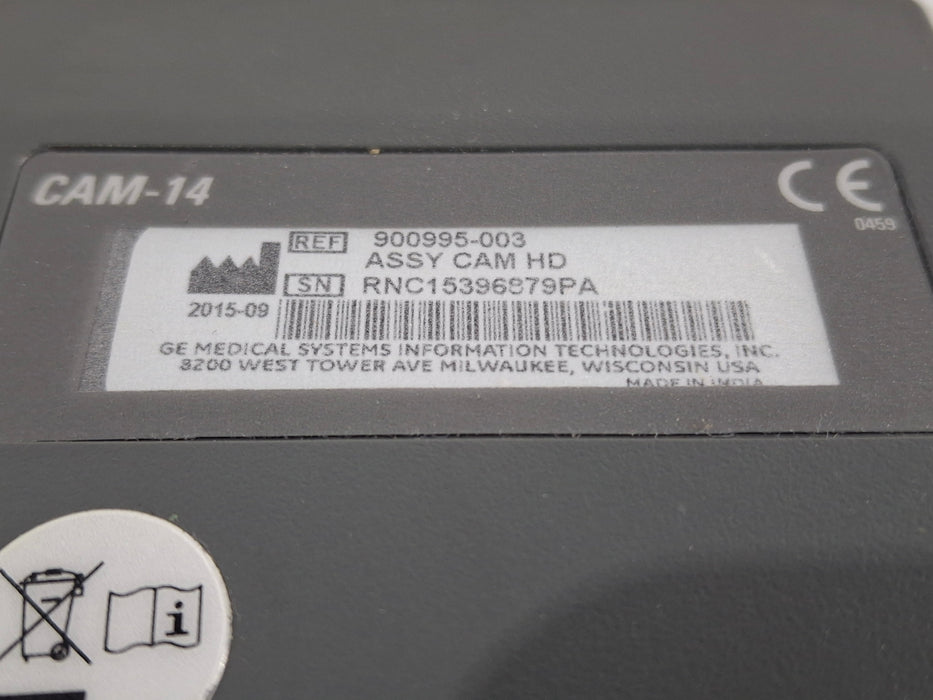 CAM-14
CE
0459
REF 900995-003
ASSY CAM HD
SN RNC15396879PA
2015-09
GE MEDICAL SYSTEMS INFORMATION TECHNOLOGIES, INC.
8200 WEST TOWER AVE MILWAUKEE, WISCONSIN USA
MADE IN INDIA
i